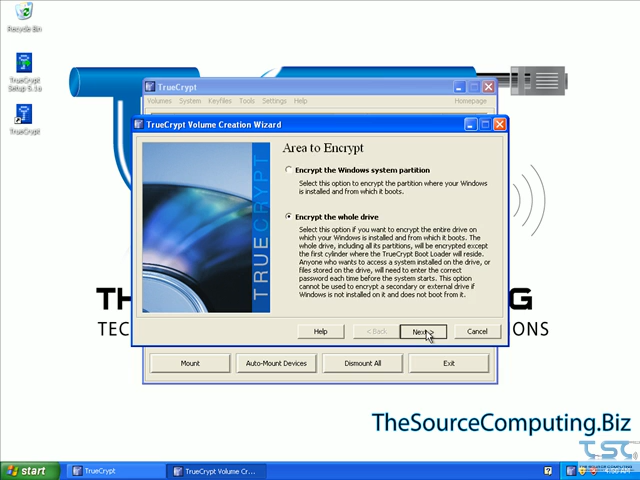 Recycle Bin
TrueCrypt
Setup 6.1a
TrueCrypt
TrueCrypt
Volumes System Keyfiles Tools Settings Help Homepage
TrueCrypt Volume Creation Wizard
TRUECRYPT
Area to Encrypt
Encrypt the Windows system partition
Select this option to encrypt the partition where your Windows
is installed and from which it boots.
Encrypt the whole drive
Select this option if you want to encrypt the entire drive on
which your Windows is installed and from which it boots. The
whole drive, including all its partitions, will be encrypted except
the first cylinder where the TrueCrypt Boot Loader will reside.
Anyone who wants to access a system installed on the drive, or
files stored on the drive, will need to enter the correct
password each time before the system starts. This option
cannot be used to encrypt a secondary or external drive if
Windows is not installed on it and does not boot from it.
Help < Back Next > Cancel
TH
G
TEC
ONS
Mount Auto-Mount Devices Dismount All Exit
TheSourceComputing.Biz
TSC
THE SOURCE COMPUTING
start TrueCrypt TrueCrypt Volume Cr...